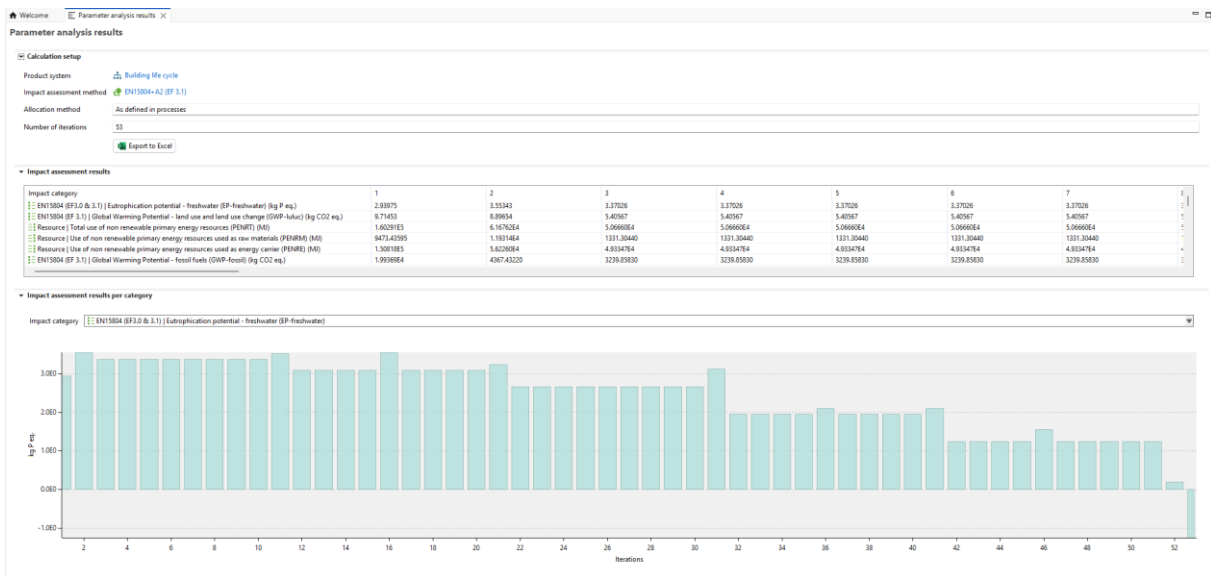 Welcome
Parameter analysis results
Parameter analysis results
Calculation setup
Product system Building life cycle
Impact assessment method EN15804+A2 (EF 3.1)
Allocation method As defined in processes
Number of iterations 53
Export to Excel
Impact assessment results
Impact category 1 2 3 4 5 6 7
EN15804 (EF3.0 & 3.1) | Eutrophication potential - freshwater (EP-freshwater) (kg P eq.) 2.93975 3.55343 3.37026 3.37026 3.37026 3.37026 3.37026
EN15804 (EF 3.1) | Global Warming Potential - land use and land use change (GWP-luluc) (kg CO2 eq.) 9.71453 8.89654 5.40567 5.40567 5.40567 5.40567 5.40567
Resource | Total use of non renewable primary energy resources (PENRT) (MJ) 1.60291E5 6.16762E4 5.06660E4 5.06660E4 5.06660E4 5.06660E4 5.06660E4
Resource | Use of non renewable primary energy resources used as raw materials (PENRM) (MJ) 9473.43595 1.19314E4 1331.30440 1331.30440 1331.30440 1331.30440 1331.30440
Resource | Use of non renewable primary energy resources used as energy carrier (PENRE) (MJ) 1.50818E5 5.62260E4 4.93347E4 4.93347E4 4.93347E4 4.93347E4 4.93347E4
EN15804 (EF 3.1) | Global Warming Potential - fossil fuels (GWP-fossil) (kg CO2 eq.) 1.99369E4 4367.43220 3239.85830 3239.85830 3239.85830 3239.85830 3239.85830
Impact assessment results per category
Impact category EN15804 (EF3.0 & 3.1) | Eutrophication potential - freshwater (EP-freshwater)
3.0E0
2.0E0
1.0E0
0.0E0
-1.0E0
kg P eq.
2 4 6 8 10 12 14 16 18 20 22 24 26 28 30 32 34 36 38 40 42 44 46 48 50 52
Iterations